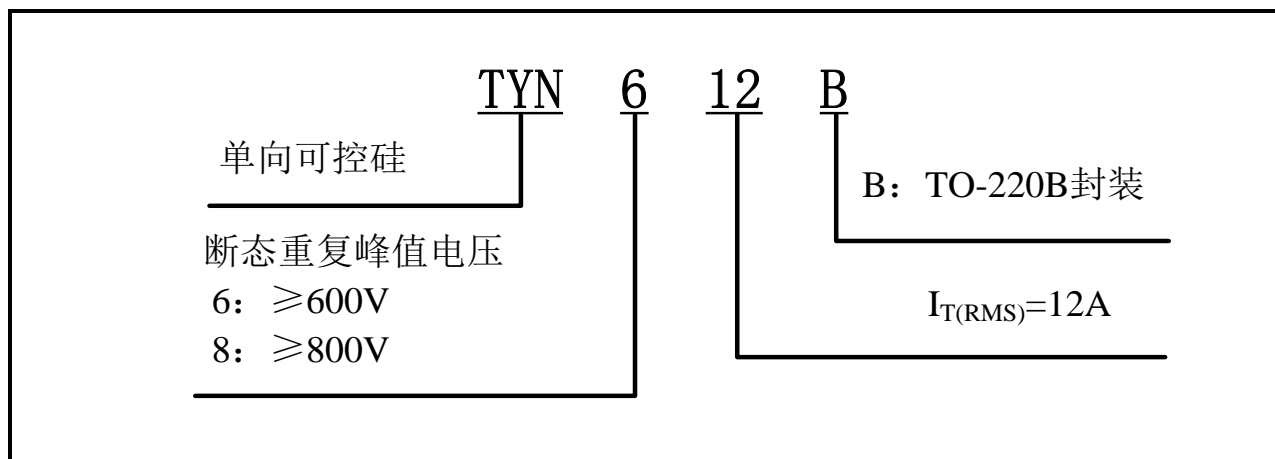 TYN 6 12 B
单向可控硅
B：TO-220B封装
断态重复峰值电压
6：≥600V
8：≥800V
I_T(RMS)=12A